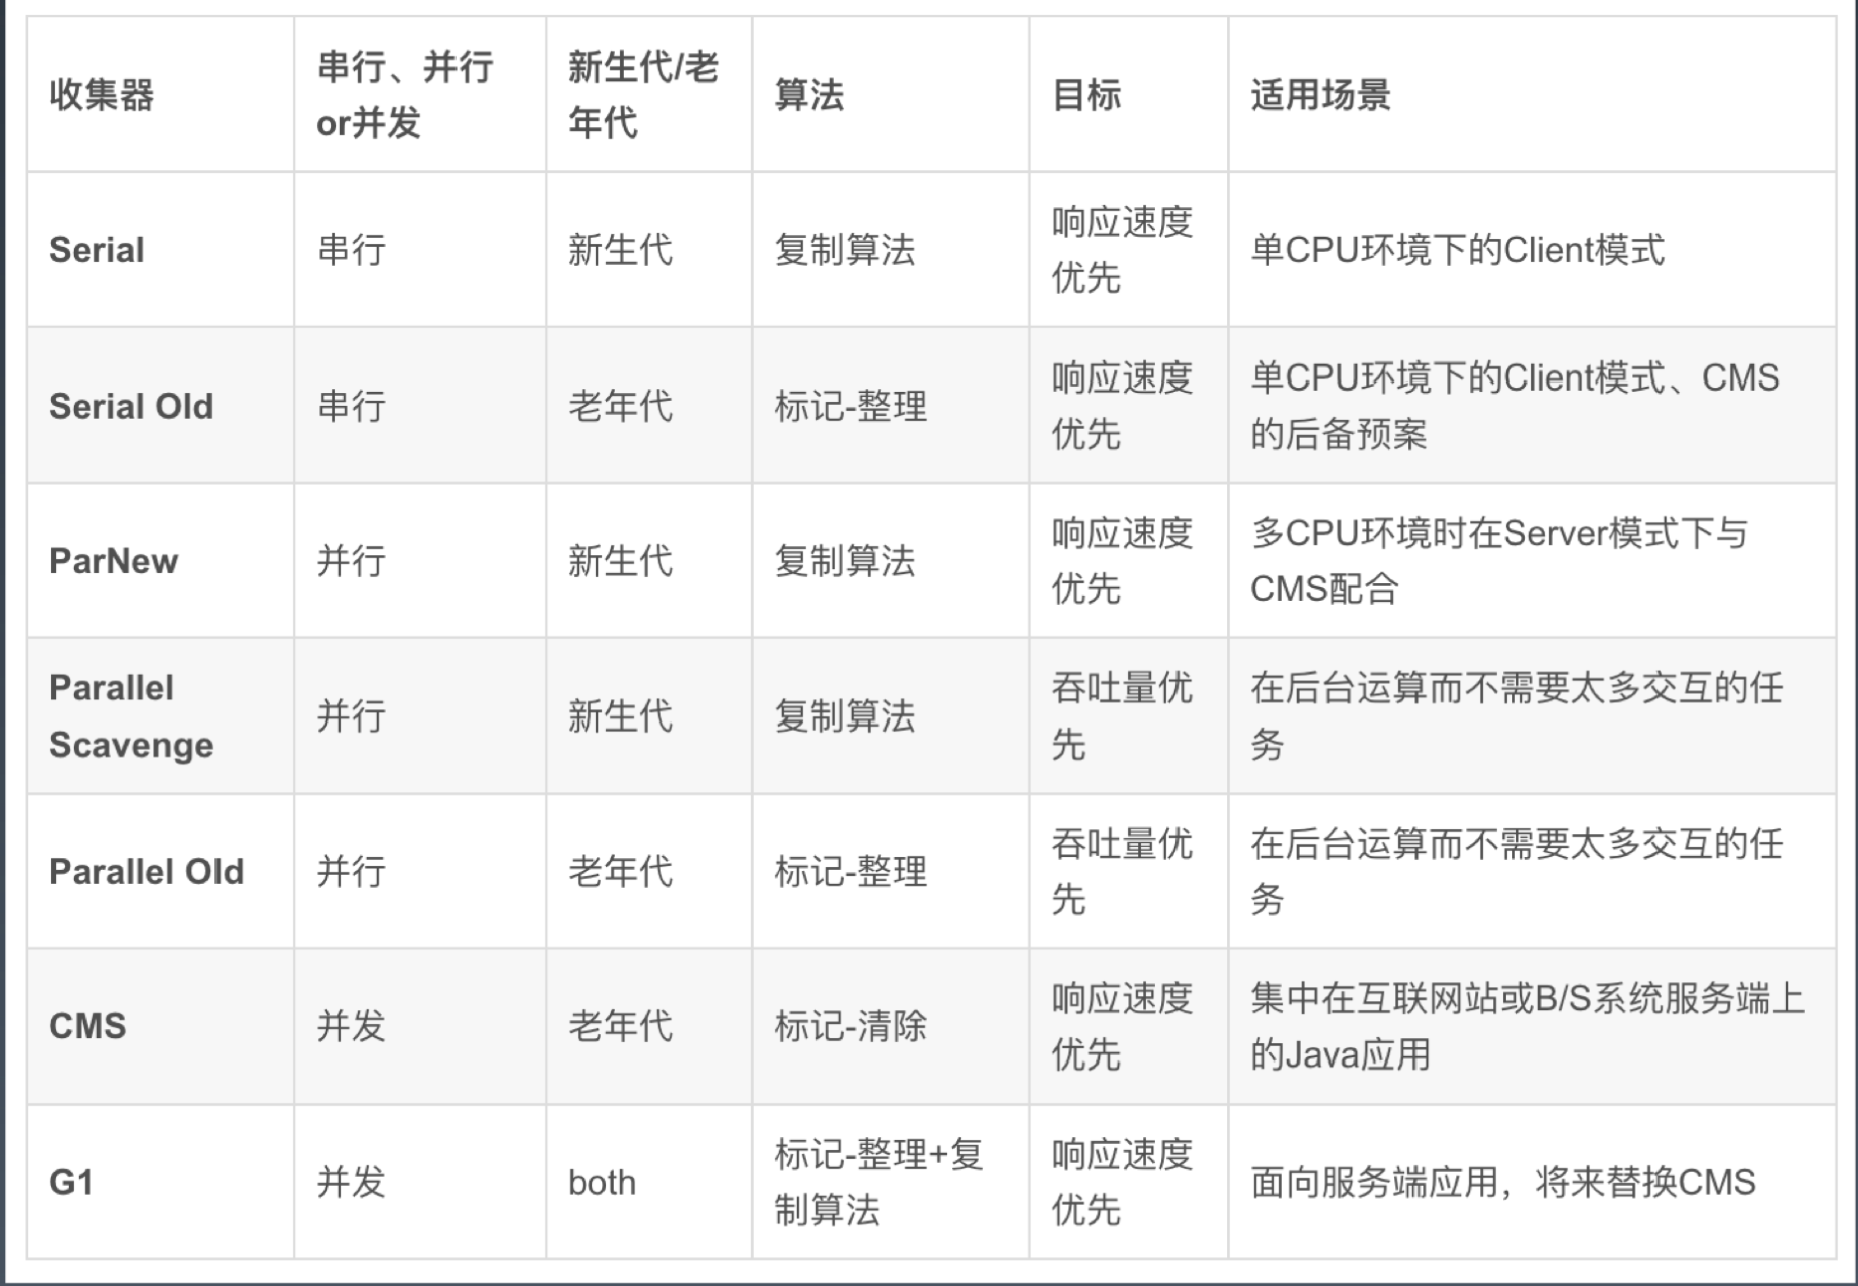 收集器
串行、并行
or并发
新生代/老
年代
算法
目标
适用场景
Serial
串行
新生代
复制算法
响应速度
优先
单CPU环境下的Client模式
Serial Old
串行
老年代
标记-整理
响应速度
优先
单CPU环境下的Client模式、CMS
的后备预案
ParNew
并行
新生代
复制算法
响应速度
优先
多CPU环境时在Server模式下与
CMS配合
Parallel
Scavenge
并行
新生代
复制算法
吞吐量优
先
在后台运算而不需要太多交互的任
务
Parallel Old
并行
老年代
标记-整理
吞吐量优
先
在后台运算而不需要太多交互的任
务
CMS
并发
老年代
标记-清除
响应速度
优先
集中在互联网站或B/S系统服务端上
的Java应用
G1
并发
both
标记-整理+复
制算法
响应速度
优先
面向服务端应用，将来替换CMS